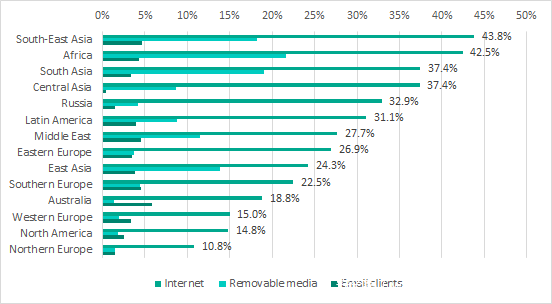 0% 5% 10% 15% 20% 25% 30% 35% 40% 45% 50%
South-East Asia 43.8%
Africa 42.5%
South Asia 37.4%
Central Asia 37.4%
Russia 32.9%
Latin America 31.1%
Middle East 27.7%
Eastern Europe 26.9%
East Asia 24.3%
Southern Europe 22.5%
Australia 18.8%
Western Europe 15.0%
North America 14.8%
Northern Europe 10.8%
Internet Removable media Email clients